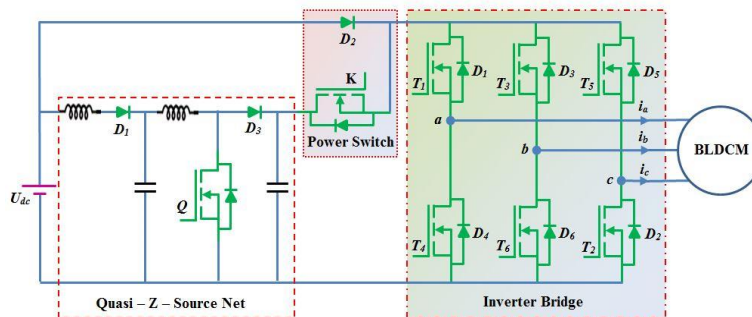 D2
K
Power Switch
D1
D3
Udc
Q
Quasi – Z – Source Net
T1
D1
T3
D3
T5
D5
a
b
c
ia
ib
ic
BLDCM
T4
D4
T6
D6
T2
D2
Inverter Bridge